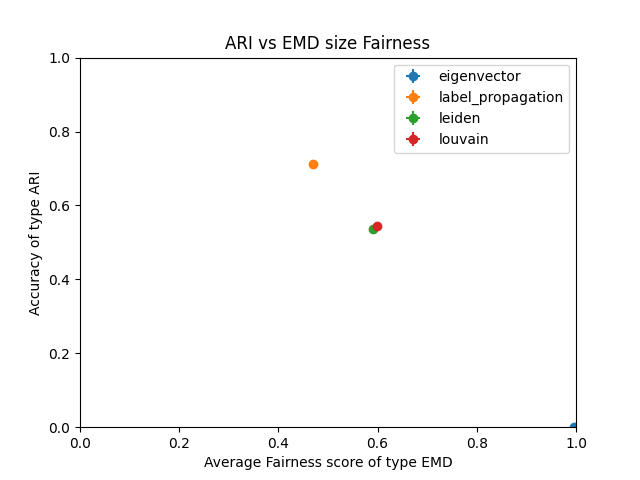 ARI vs EMD size Fairness
eigenvector
label_propagation
leiden
louvain
1.0
0.8
0.6
0.4
0.2
0.0
Accuracy of type ARI
0.0 0.2 0.4 0.6 0.8 1.0
Average Fairness score of type EMD